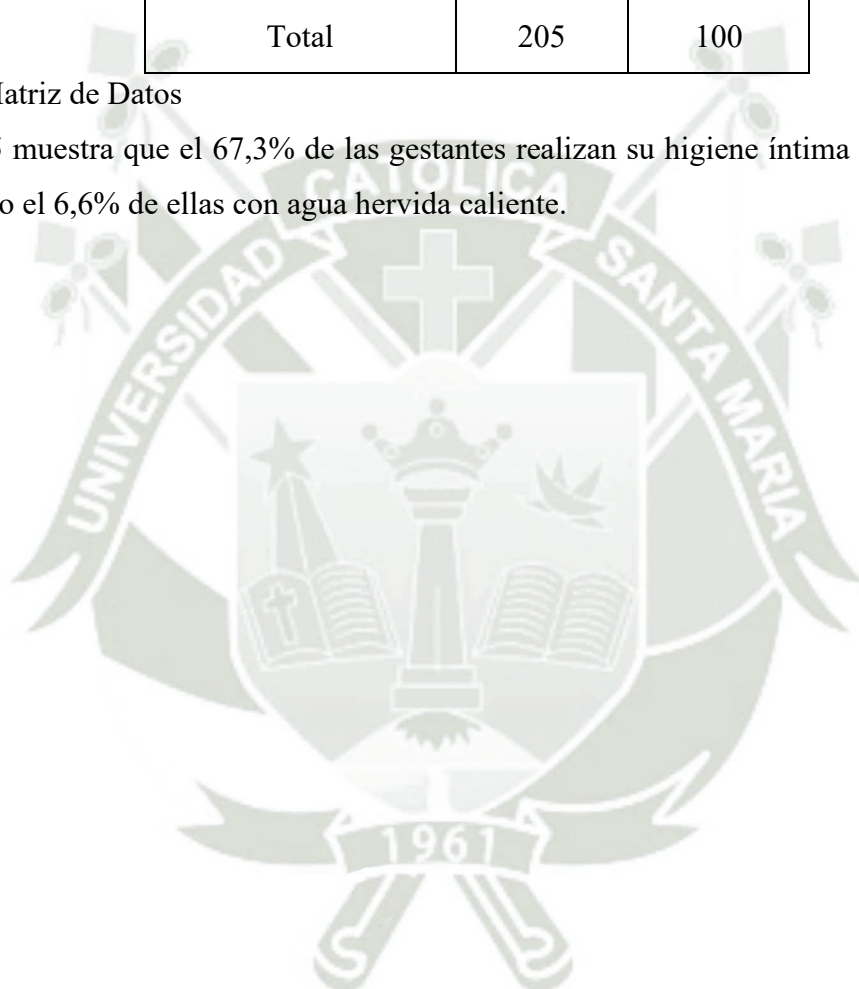 Total 205 100
Matriz de Datos
5 muestra que el 67,3% de las gestantes realizan su higiene íntima
o el 6,6% de ellas con agua hervida caliente.
UNIVERSIDAD CATOLICA SANTA MARIA
1961